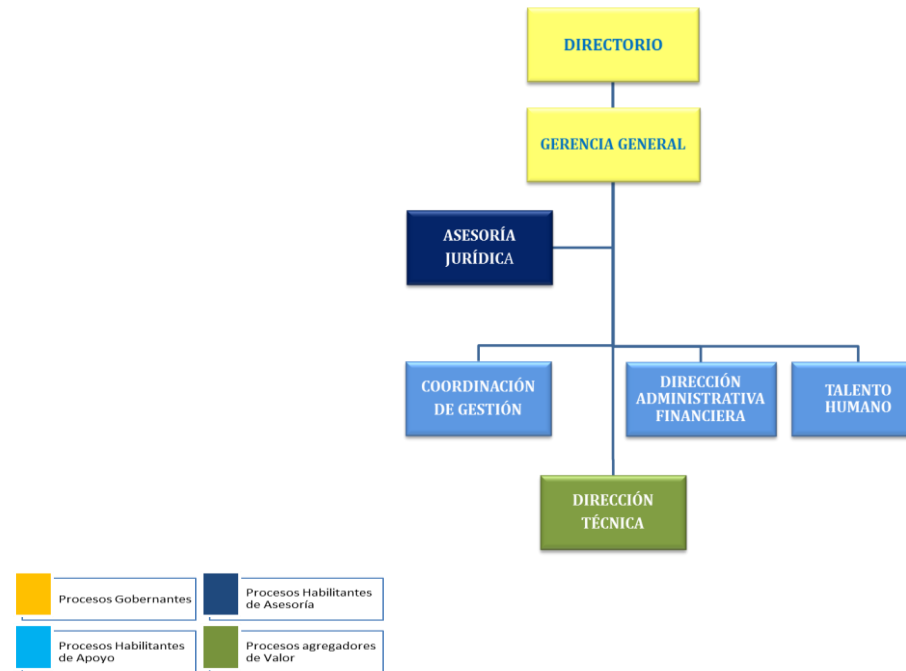 DIRECTORIO
GERENCIA GENERAL
ASESORÍA
JURÍDICA
COORDINACIÓN
DE GESTIÓN
DIRECCIÓN
ADMINISTRATIVA
FINANCIERA
TALENTO
HUMANO
DIRECCIÓN
TÉCNICA
Procesos Gobernantes
Procesos Habilitantes
de Asesoría
Procesos Habilitantes
de Apoyo
Procesos agregadores
de Valor